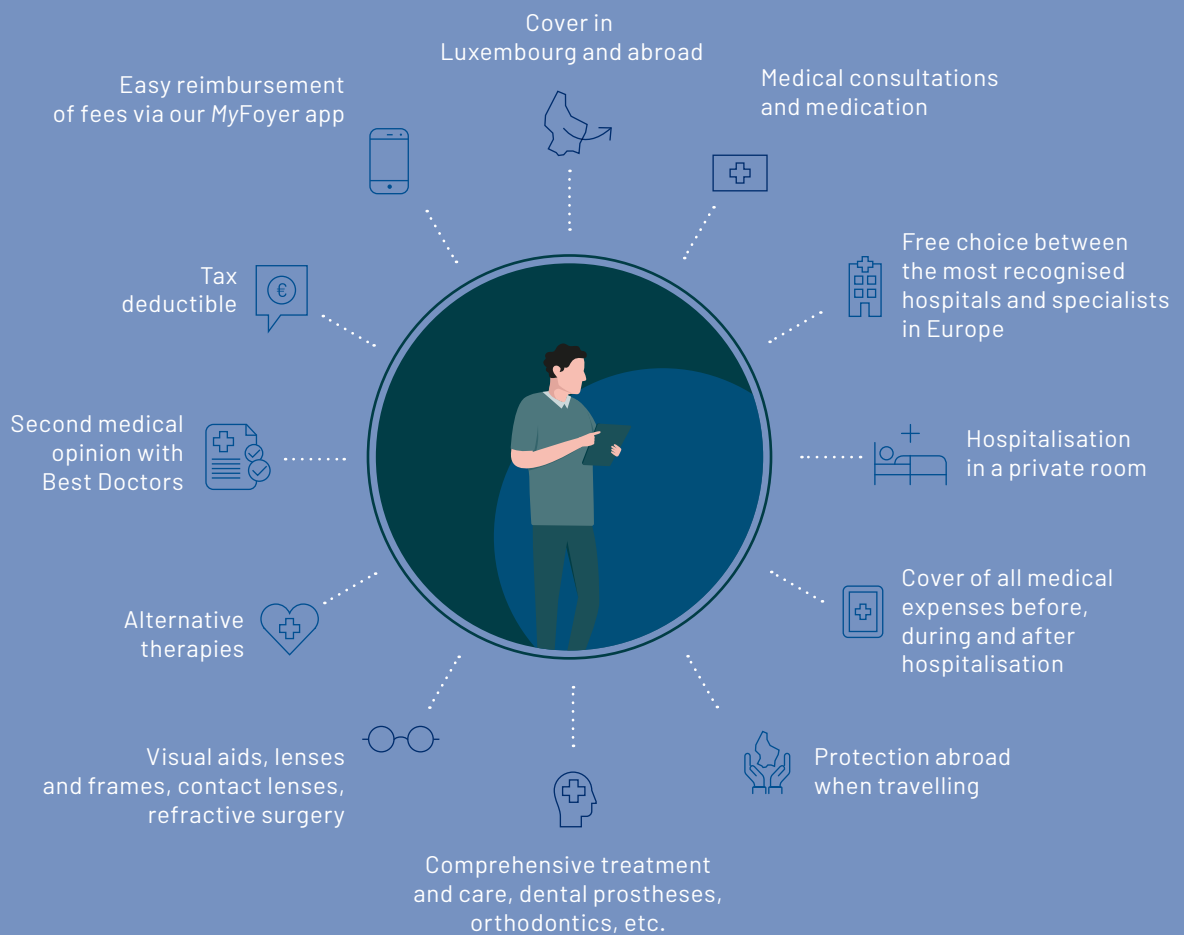 Cover in
Luxembourg and abroad
Medical consultations
and medication
Free choice between
the most recognised
hospitals and specialists
in Europe
Hospitalisation
in a private room
Cover of all medical
expenses before,
during and after
hospitalisation
Protection abroad
when travelling
Comprehensive treatment
and care, dental prostheses,
orthodontics, etc.
Visual aids, lenses
and frames, contact lenses,
refractive surgery
Alternative
therapies
Second medical
opinion with
Best Doctors
Tax
deductible
€
Easy reimbursement
of fees via our MyFoyer app